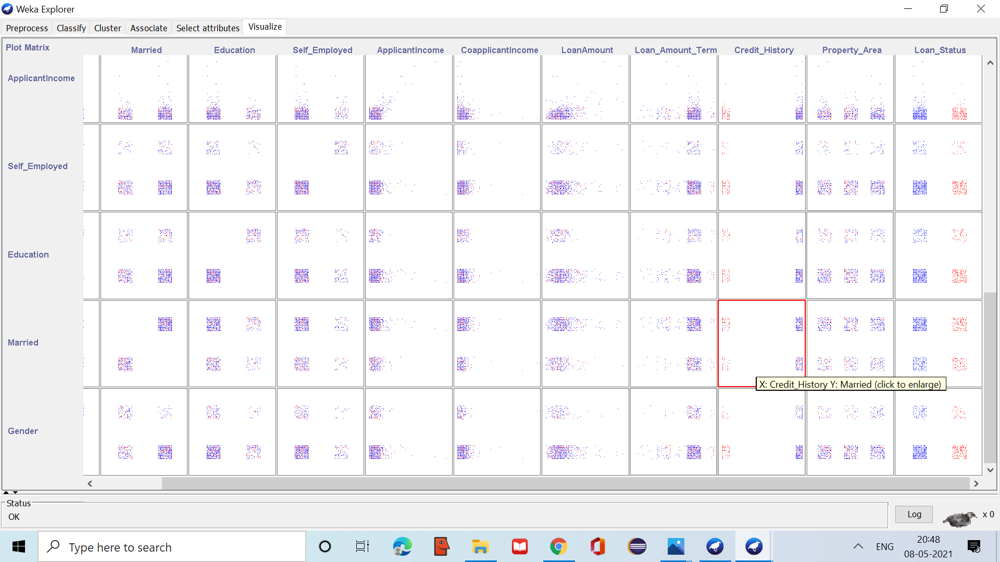 Weka Explorer
Preprocess Classify Cluster Associate Select attributes Visualize
Plot Matrix
Married Education Self_Employed ApplicantIncome CoapplicantIncome LoanAmount Loan_Amount_Term Credit_History Property_Area Loan_Status
ApplicantIncome
Self_Employed
Education
Married
X: Credit_History Y: Married (click to enlarge)
Gender
Status
OK
Log
x 0
Type here to search
ENG
20:48
08-05-2021